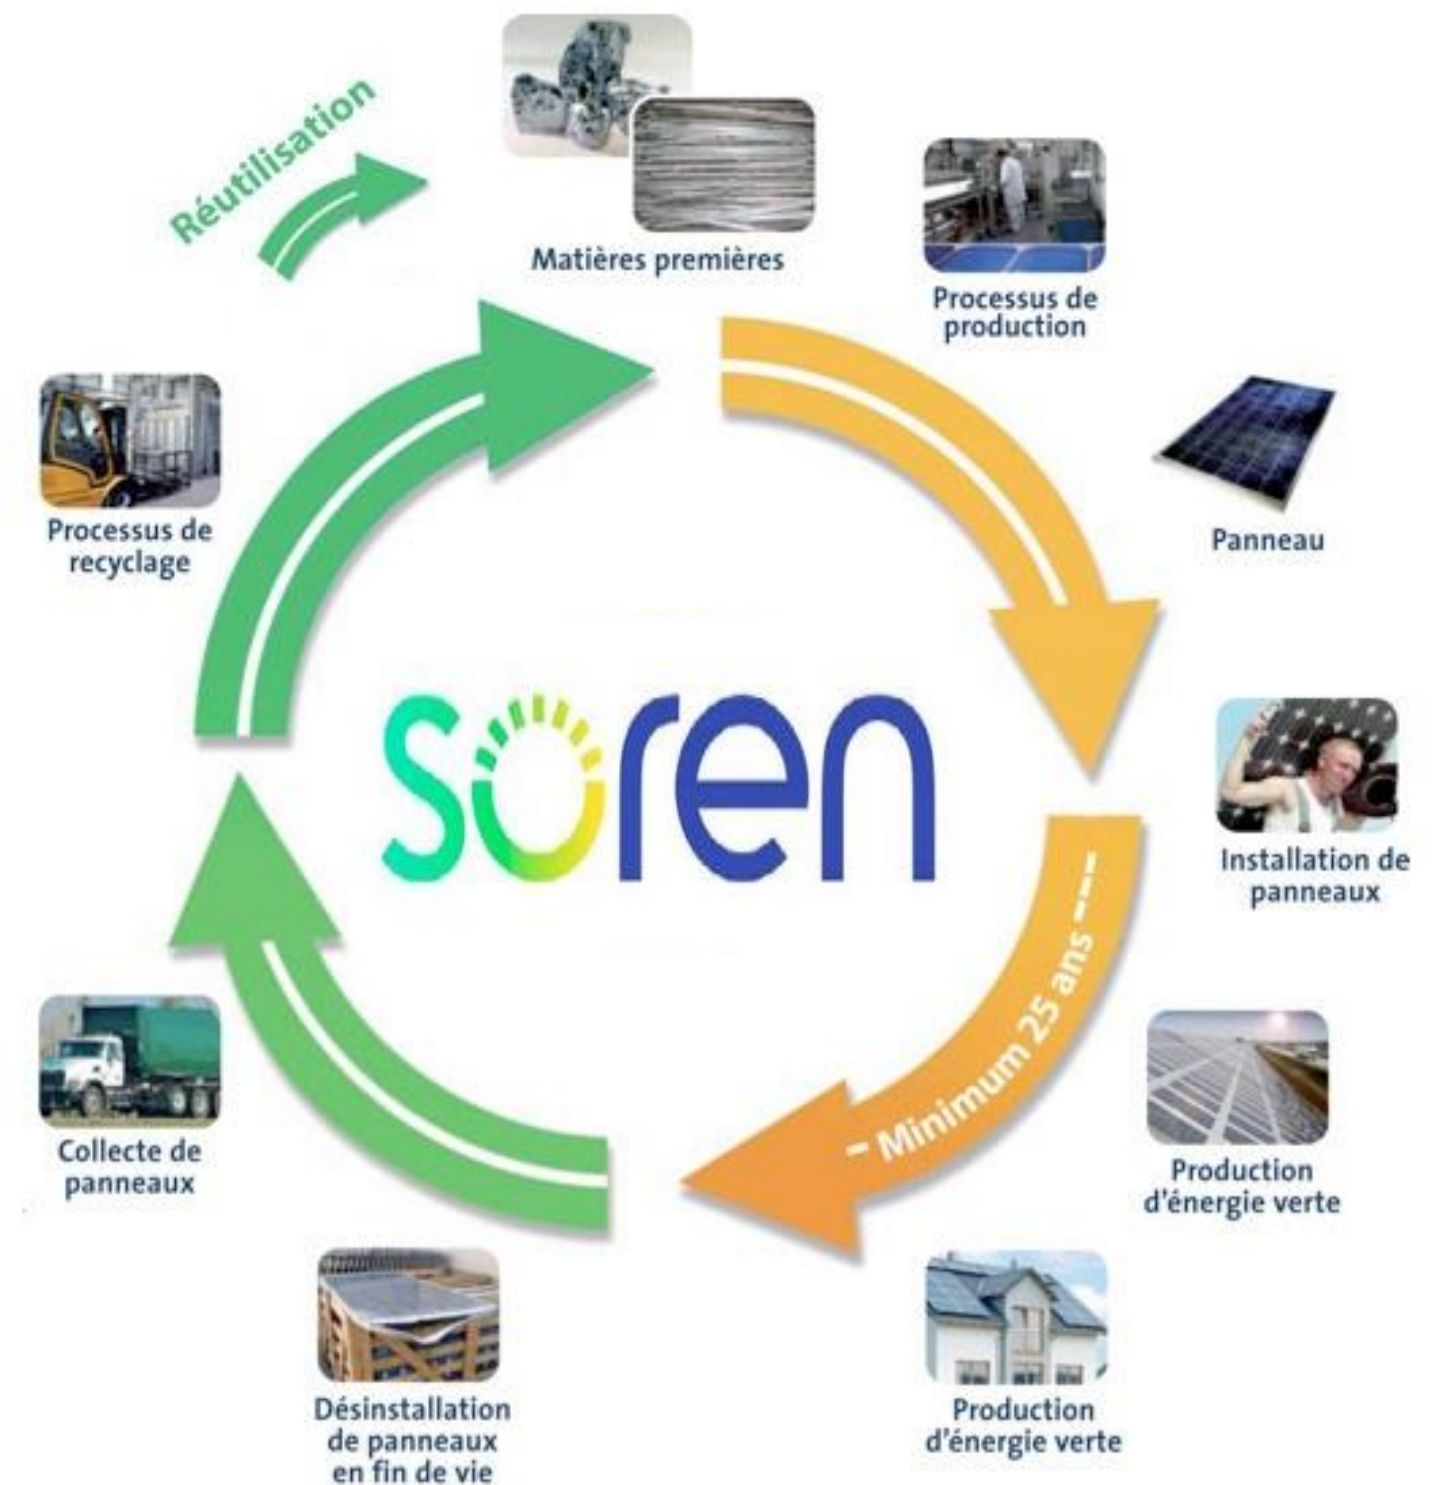 Réutilisation
Matières premières
Processus de
production
Panneau
Installation de
panneaux
Minimum 25 ans
Production
d'énergie verte
Production
d'énergie verte
Désinstallation
de panneaux
en fin de vie
Collecte de
panneaux
Processus de
recyclage
soren